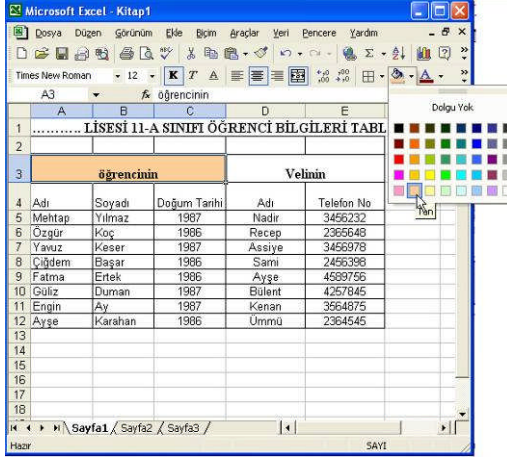 Microsoft Excel - Kitap1
Dosya Düzen Görünüm Ekle Biçim Araçlar Veri Pencere Yardım
Times New Roman 12 K T A
A3 fx öğrencinin
Dolgu Yok
Tan
A B C D E
1 ........... LİSESİ 11-A SINIFI ÖĞRENCİ BİLGİLERİ TABL
2
3 öğrencinin Velinin
4 Adı Soyadı Doğum Tarihi Adı Telefon No
5 Mehtap Yılmaz 1987 Nadir 3456232
6 Özgür Koç 1986 Recep 2365648
7 Yavuz Keser 1987 Assiye 3456978
8 Çiğdem Başar 1986 Sami 2456398
9 Fatma Ertek 1986 Ayşe 4589756
10 Güliz Duman 1987 Bülent 4257845
11 Engin Ay 1987 Kenan 3564875
12 Ayşe Karahan 1986 Ümmü 2364545
13
14
15
16
17
18
Sayfa1 Sayfa2 Sayfa3
Hazır SAYI